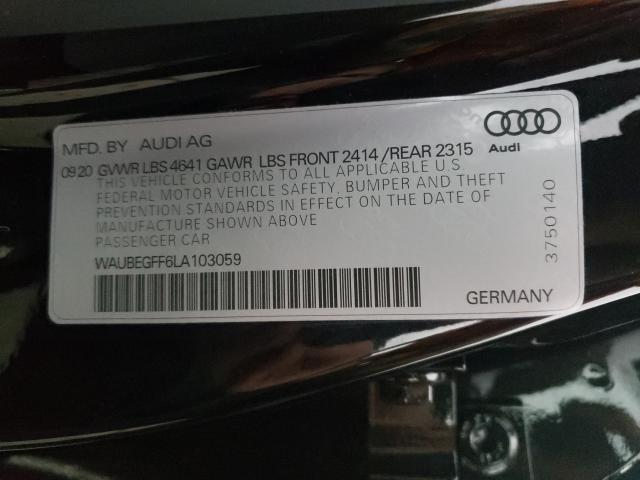 MFD. BY AUDI AG
09 20 GVWR LBS 4641 GAWR LBS FRONT 2414 /REAR 2315
Audi
THIS VEHICLE CONFORMS TO ALL APPLICABLE U.S.
FEDERAL MOTOR VEHICLE SAFETY, BUMPER AND THEFT
PREVENTION STANDARDS IN EFFECT ON THE DATE OF
MANUFACTURE SHOWN ABOVE
PASSENGER CAR
WAUBEGFF6LA103059
GERMANY
3750140